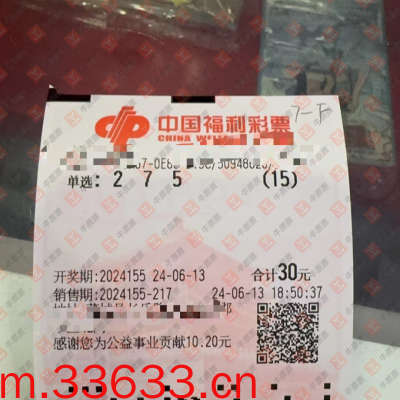 中国福利彩票
CHINA W
7-F
单选: 2 7 5 (15)
开奖期:2024155 24-06-13 合计30元
销售期:2024155-217 24-06-13 18:50:37
感谢您为公益事业贡献10.20元
m.33633.cn